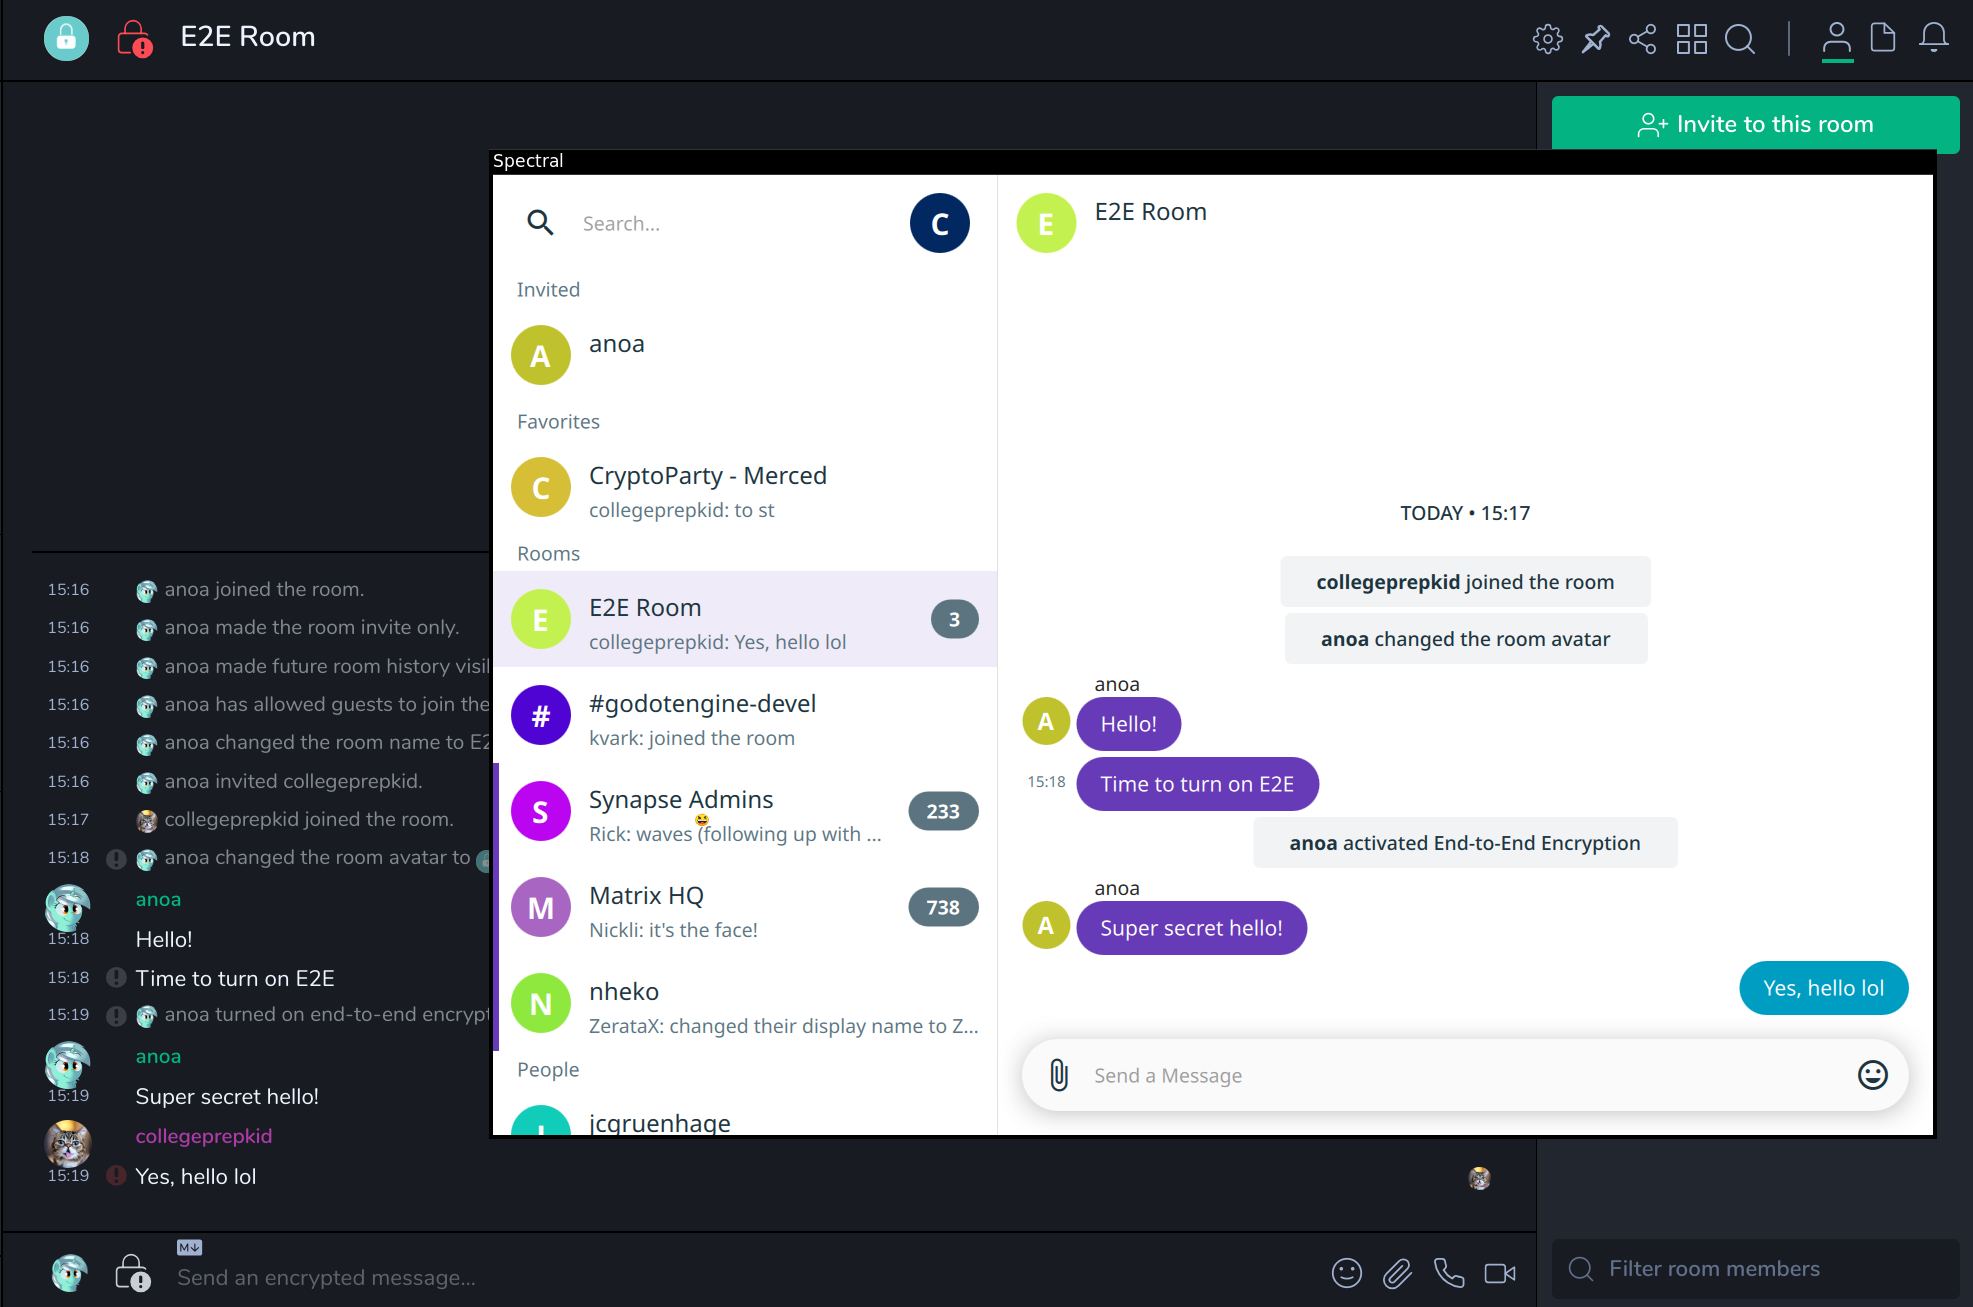 E2E Room
Invite to this room
15:16 anoa joined the room.
15:16 anoa made the room invite only.
15:16 anoa made future room history visil
15:16 anoa has allowed guests to join the
15:16 anoa changed the room name to E2
15:16 anoa invited collegeprepkid.
15:17 collegeprepkid joined the room.
15:18 anoa changed the room avatar to
anoa
15:18 Hello!
15:18 Time to turn on E2E
15:19 anoa turned on end-to-end encrypt
anoa
15:19 Super secret hello!
collegeprepkid
15:19 Yes, hello lol
M↓
Send an encrypted message…
Filter room members
Spectral
Search...
C
Invited
A
anoa
Favorites
C
CryptoParty - Merced
collegeprepkid: to st
Rooms
E
E2E Room
collegeprepkid: Yes, hello lol
3
#
#godotengine-devel
kvark: joined the room
S
Synapse Admins
Rick: waves 😆(following up with ...
233
M
Matrix HQ
Nickli: it's the face!
738
N
nheko
ZerataX: changed their display name to Z...
People
jcgruenhage
E
E2E Room
TODAY • 15:17
collegeprepkid joined the room
anoa changed the room avatar
anoa
A
Hello!
15:18
Time to turn on E2E
anoa activated End-to-End Encryption
anoa
A
Super secret hello!
Yes, hello lol
Send a Message